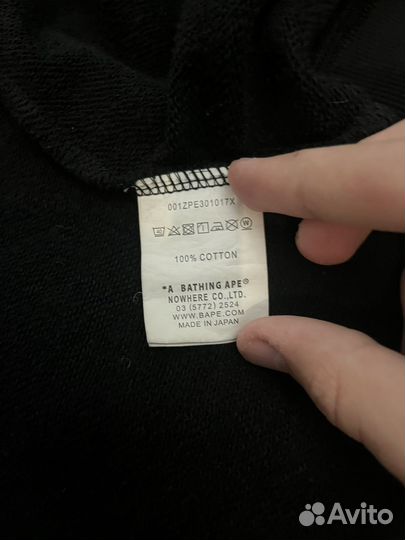 001ZPE301017X
100% COTTON
*A BATHING APE®
NOWHERE CO.,LTD.
03 (5772) 2524
WWW.BAPE.COM
MADE IN JAPAN
Avito